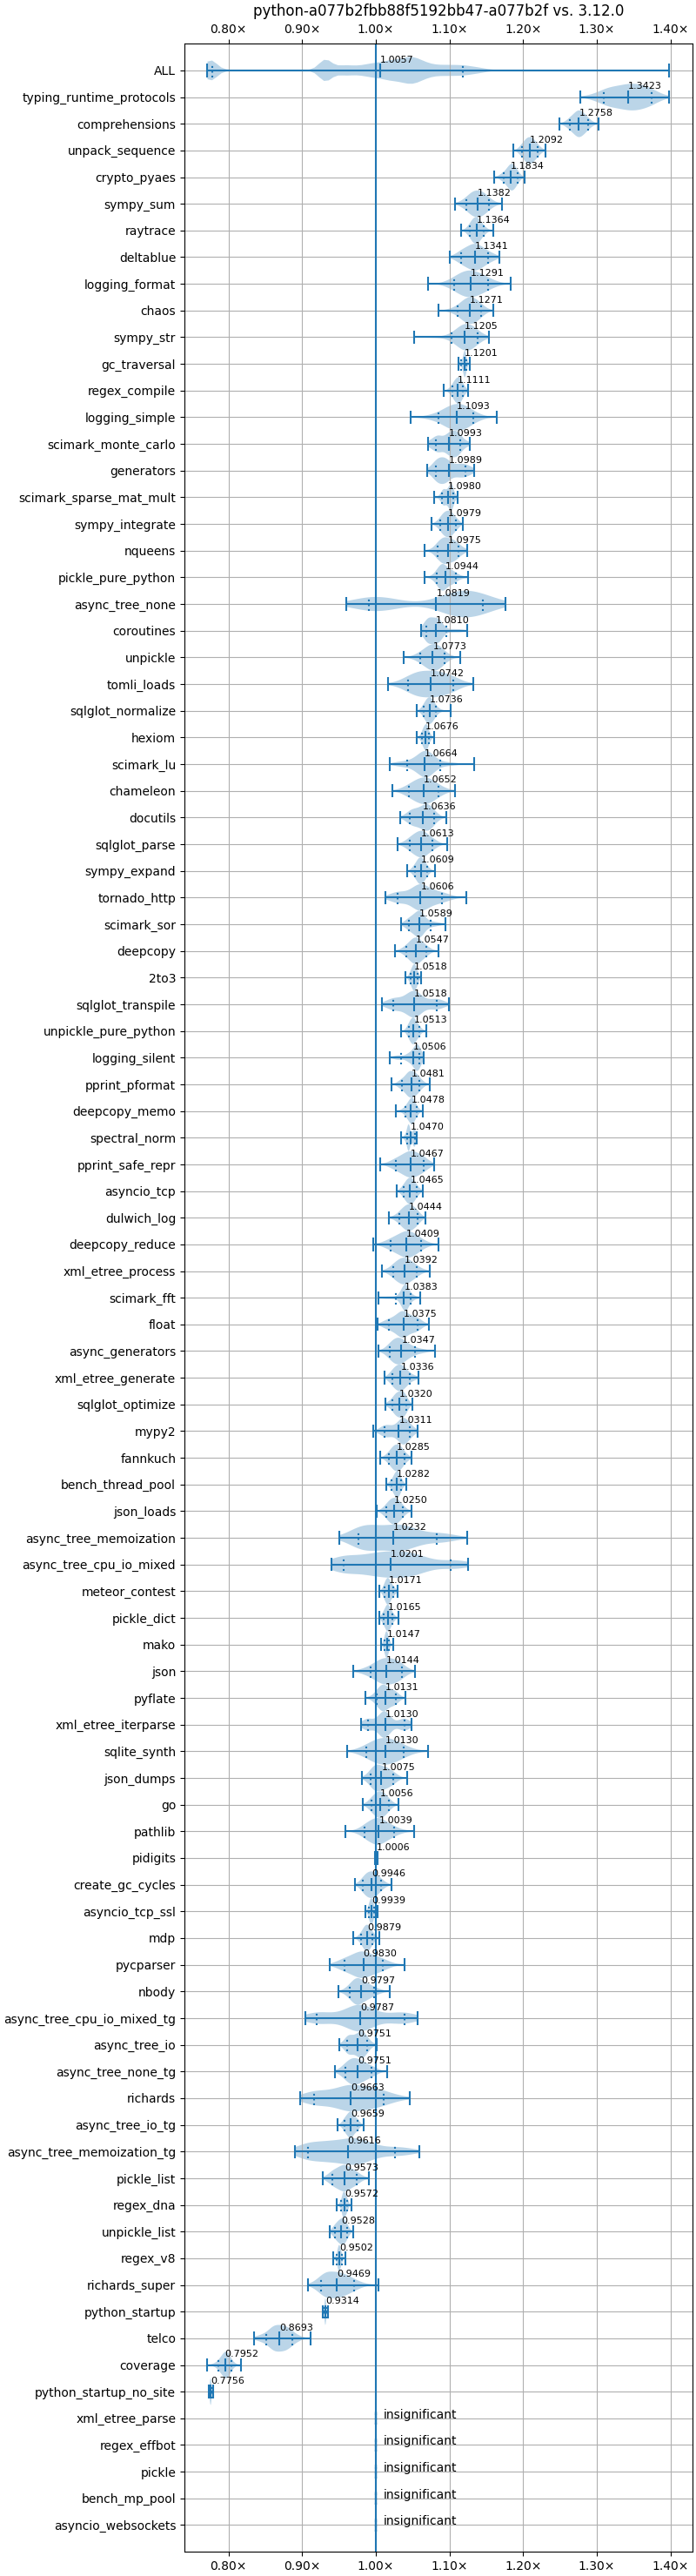 python-a077b2fbb88f5192bb47-a077b2f vs. 3.12.0
0.80× 0.90× 1.00× 1.10× 1.20× 1.30× 1.40×
ALL 1.0057
typing_runtime_protocols 1.3423
comprehensions 1.2758
unpack_sequence 1.2092
crypto_pyaes 1.1834
sympy_sum 1.1382
raytrace 1.1364
deltablue 1.1341
logging_format 1.1291
chaos 1.1271
sympy_str 1.1205
gc_traversal 1.1201
regex_compile 1.1111
logging_simple 1.1093
scimark_monte_carlo 1.0993
generators 1.0989
scimark_sparse_mat_mult 1.0980
sympy_integrate 1.0979
nqueens 1.0975
pickle_pure_python 1.0944
async_tree_none 1.0819
coroutines 1.0810
unpickle 1.0773
tomli_loads 1.0742
sqlglot_normalize 1.0736
hexiom 1.0676
scimark_lu 1.0664
chameleon 1.0652
docutils 1.0636
sqlglot_parse 1.0613
sympy_expand 1.0609
tornado_http 1.0606
scimark_sor 1.0589
deepcopy 1.0547
2to3 1.0518
sqlglot_transpile 1.0518
unpickle_pure_python 1.0513
logging_silent 1.0506
pprint_pformat 1.0481
deepcopy_memo 1.0478
spectral_norm 1.0470
pprint_safe_repr 1.0467
asyncio_tcp 1.0465
dulwich_log 1.0444
deepcopy_reduce 1.0409
xml_etree_process 1.0392
scimark_fft 1.0383
float 1.0375
async_generators 1.0347
xml_etree_generate 1.0336
sqlglot_optimize 1.0320
mypy2 1.0311
fannkuch 1.0285
bench_thread_pool 1.0282
json_loads 1.0250
async_tree_memoization 1.0232
async_tree_cpu_io_mixed 1.0201
meteor_contest 1.0171
pickle_dict 1.0165
mako 1.0147
json 1.0144
pyflate 1.0131
xml_etree_iterparse 1.0130
sqlite_synth 1.0130
json_dumps 1.0075
go 1.0056
pathlib 1.0039
pidigits 1.0006
create_gc_cycles 0.9946
asyncio_tcp_ssl 0.9939
mdp 0.9879
pycparser 0.9830
nbody 0.9797
async_tree_cpu_io_mixed_tg 0.9787
async_tree_io 0.9751
async_tree_none_tg 0.9751
richards 0.9663
async_tree_io_tg 0.9659
async_tree_memoization_tg 0.9616
pickle_list 0.9573
regex_dna 0.9572
unpickle_list 0.9528
regex_v8 0.9502
richards_super 0.9469
python_startup 0.9314
telco 0.8693
coverage 0.7952
python_startup_no_site 0.7756
xml_etree_parse insignificant
regex_effbot insignificant
pickle insignificant
bench_mp_pool insignificant
asyncio_websockets insignificant
0.80× 0.90× 1.00× 1.10× 1.20× 1.30× 1.40×